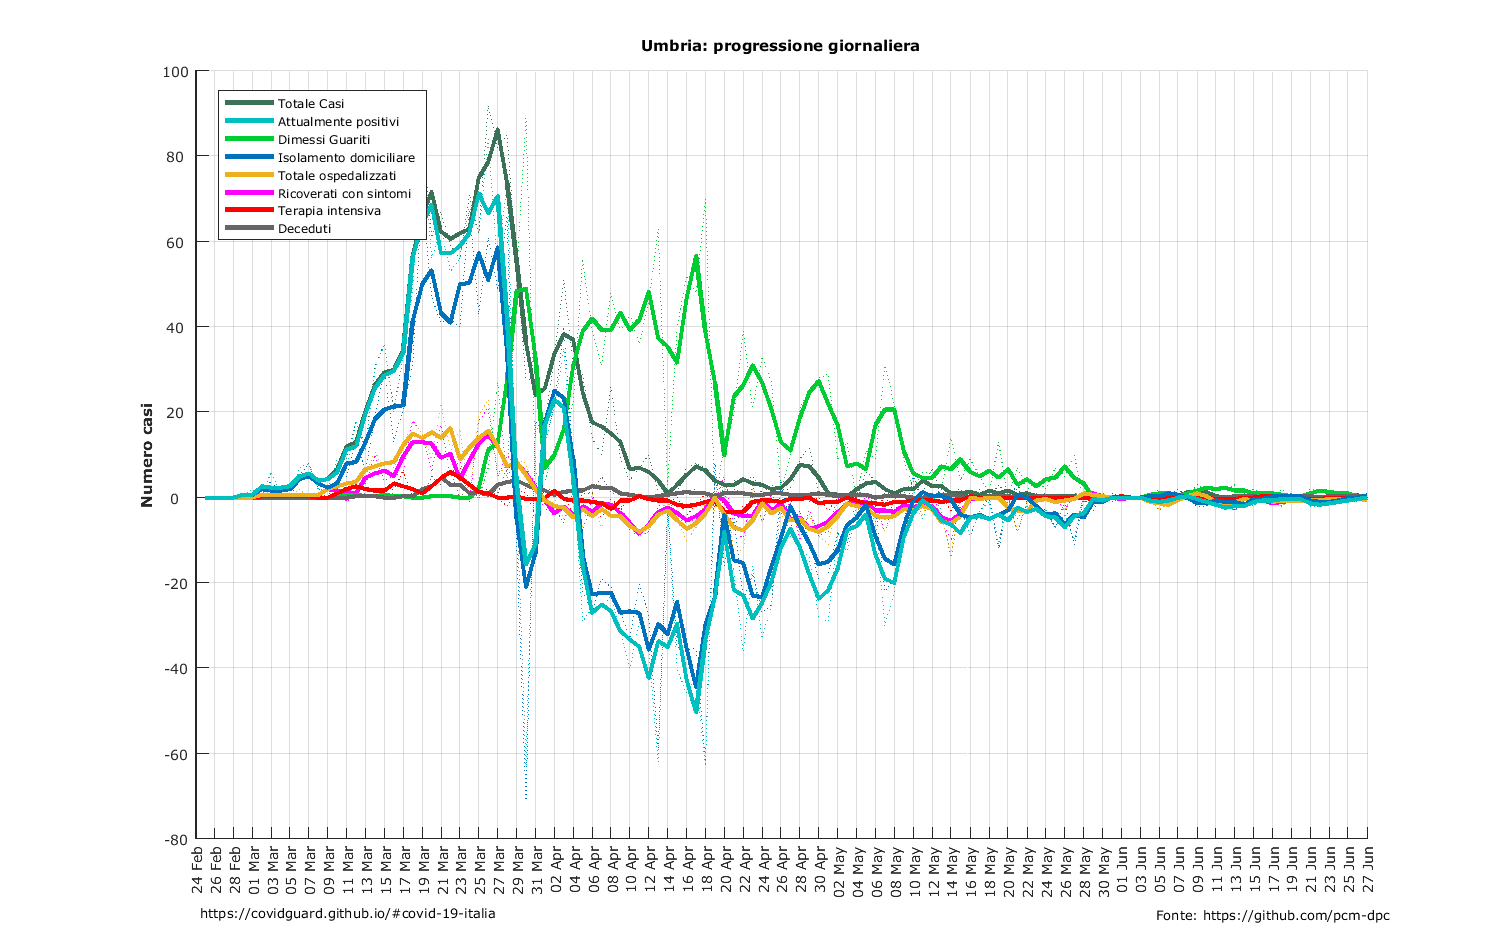 Umbria: progressione giornaliera
Numero casi
100
80
60
40
20
0
-20
-40
-60
-80
Totale Casi
Attualmente positivi
Dimessi Guariti
Isolamento domiciliare
Totale ospedalizzati
Ricoverati con sintomi
Terapia intensiva
Deceduti
24 Feb
26 Feb
28 Feb
01 Mar
03 Mar
05 Mar
07 Mar
09 Mar
11 Mar
13 Mar
15 Mar
17 Mar
19 Mar
21 Mar
23 Mar
25 Mar
27 Mar
29 Mar
31 Mar
02 Apr
04 Apr
06 Apr
08 Apr
10 Apr
12 Apr
14 Apr
16 Apr
18 Apr
20 Apr
22 Apr
24 Apr
26 Apr
28 Apr
30 Apr
02 May
04 May
06 May
08 May
10 May
12 May
14 May
16 May
18 May
20 May
22 May
24 May
26 May
28 May
30 May
01 Jun
03 Jun
05 Jun
07 Jun
09 Jun
11 Jun
13 Jun
15 Jun
17 Jun
19 Jun
21 Jun
23 Jun
25 Jun
27 Jun
https://covidguard.github.io/#covid-19-italia
Fonte: https://github.com/pcm-dpc